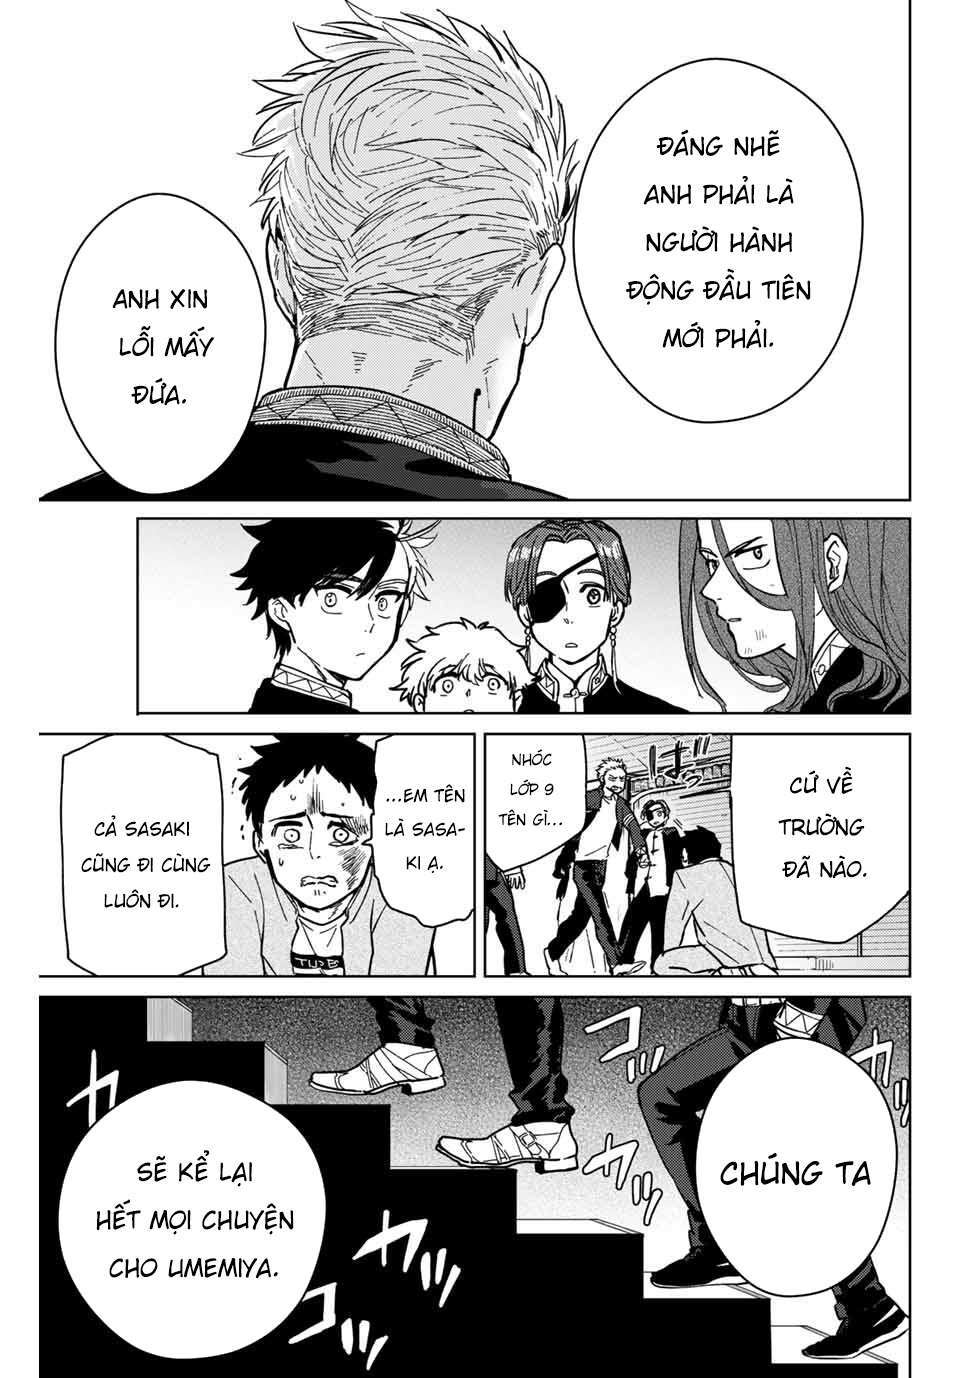 ĐÁNG NHẼ
ANH PHẢI LÀ
NGƯỜI HÀNH
ĐỘNG ĐẦU TIÊN
MỚI PHẢI.
ANH XIN
LỖI MẤY
ĐỨA.
CỨ VỀ
TRƯỜNG
ĐÃ NÀO.
NHÓC
LỚP 9
TÊN GÌ...
...EM TÊN
LÀ SASA-
KI Ạ.
CẢ SASAKI
CŨNG ĐI CÙNG
LUÔN ĐI.
CHÚNG TA
SẼ KỂ LẠI
HẾT MỌI CHUYỆN
CHO UMEMIYA.